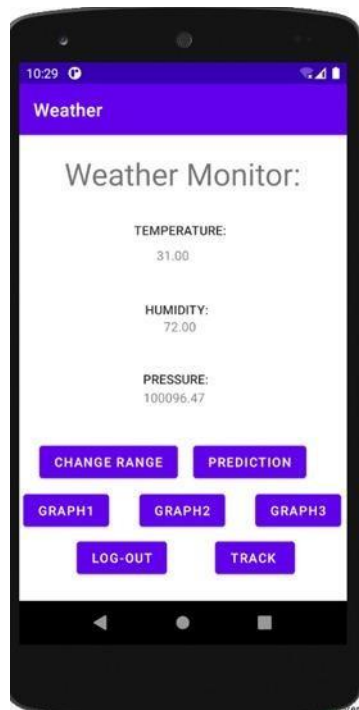 10:29
Weather
Weather Monitor:
TEMPERATURE:
31.00
HUMIDITY:
72.00
PRESSURE:
100096.47
CHANGE RANGE PREDICTION
GRAPH1 GRAPH2 GRAPH3
LOG-OUT TRACK